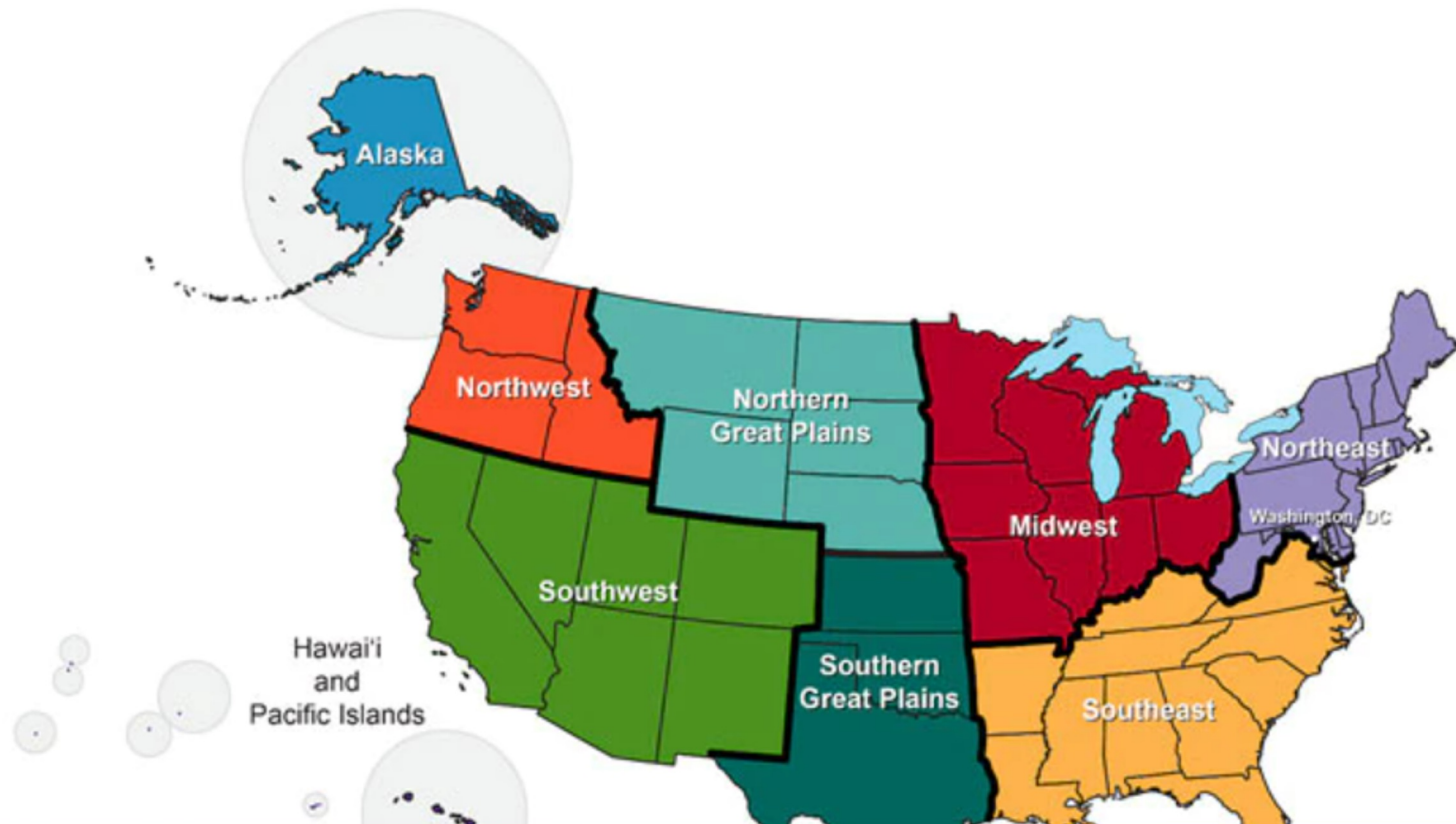 Alaska
Northwest
Northern
Great Plains
Northeast
Washington, DC
Midwest
Southwest
Hawai'i
and
Pacific Islands
Southern
Great Plains
Southeast